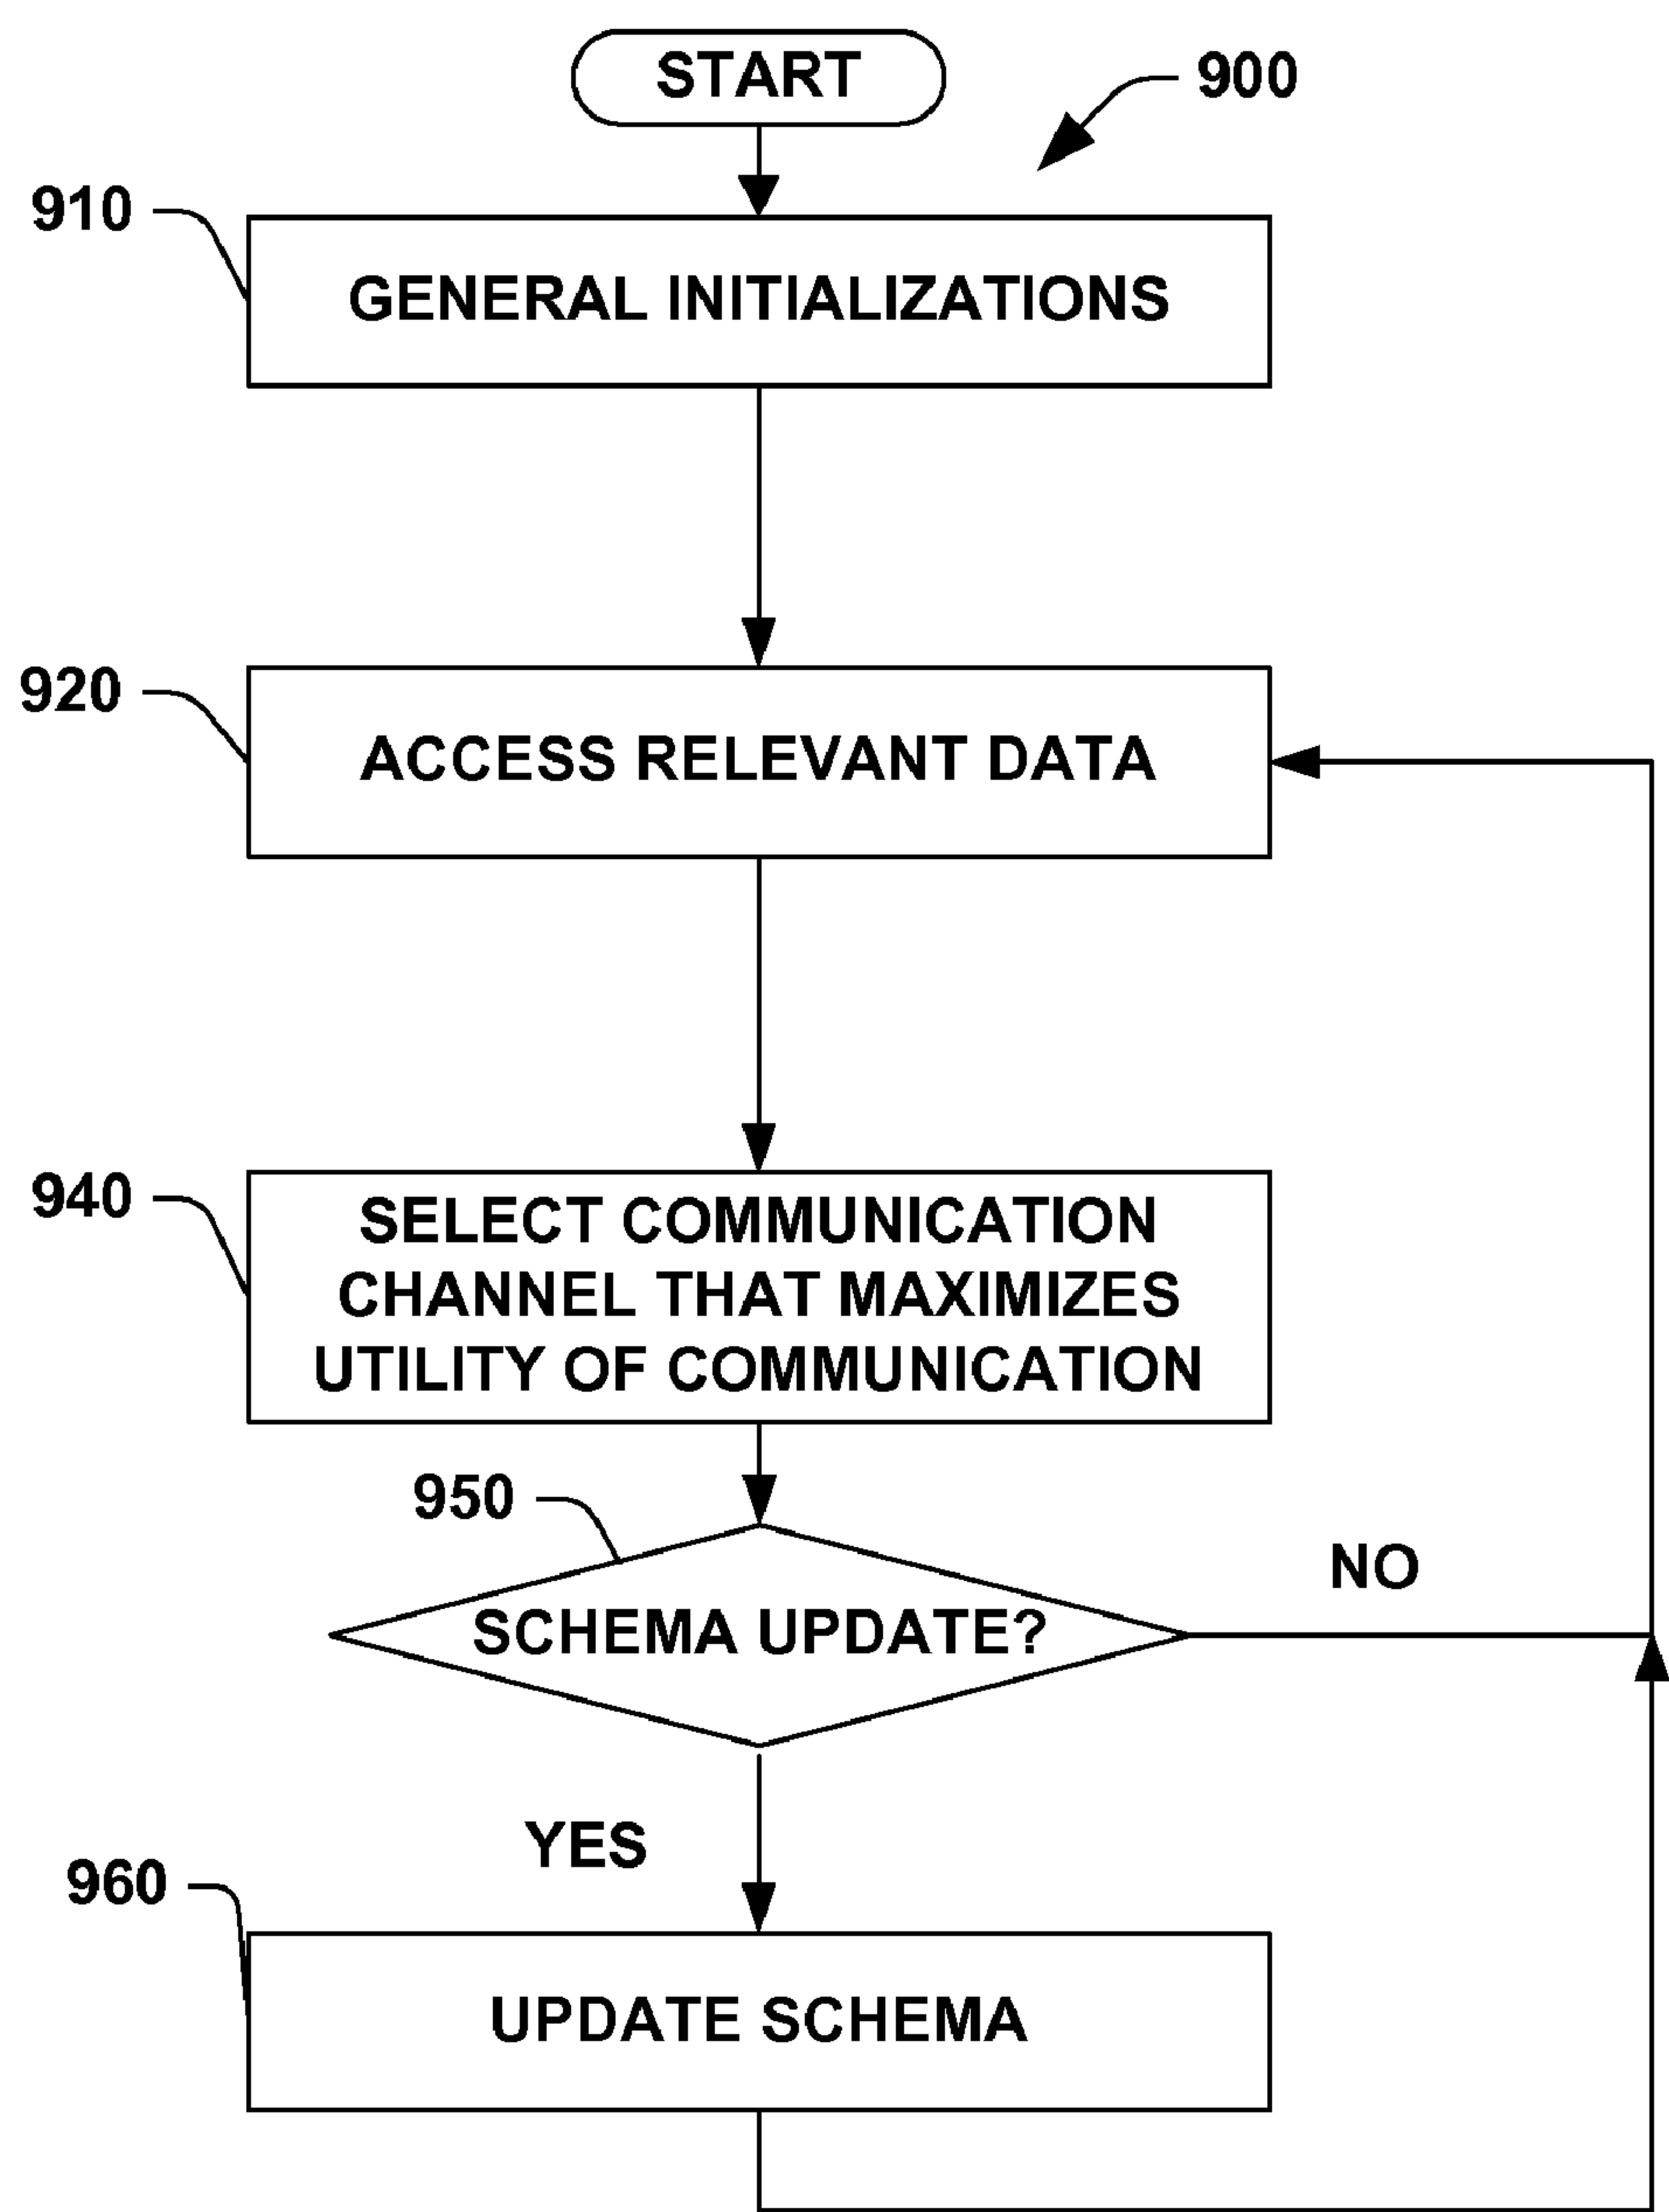 START
900
910
GENERAL INITIALIZATIONS
920
ACCESS RELEVANT DATA
940
SELECT COMMUNICATION
CHANNEL THAT MAXIMIZES
UTILITY OF COMMUNICATION
950
NO
SCHEMA UPDATE?
YES
960
UPDATE SCHEMA